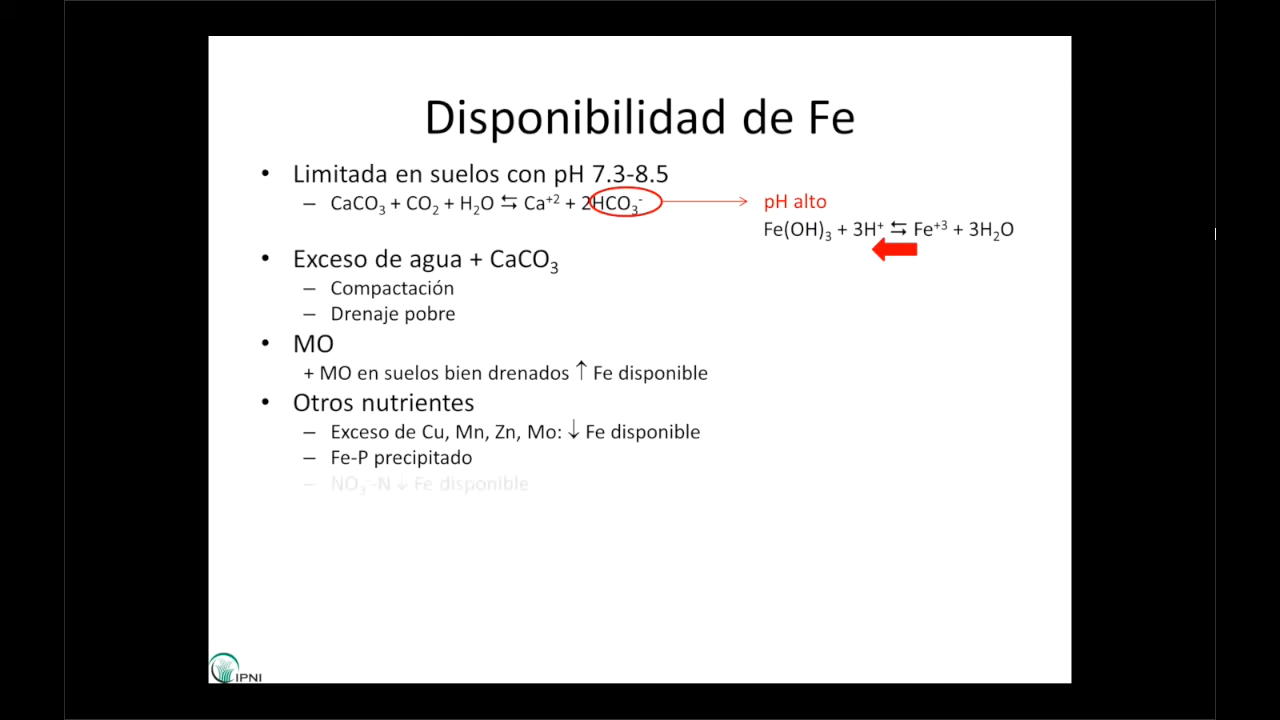 Disponibilidad de Fe
• Limitada en suelos con pH 7.3-8.5
– CaCO₃ + CO₂ + H₂O ⇆ Ca⁺² + 2HCO₃⁻
pH alto
Fe(OH)₃ + 3H⁺ ⇆ Fe⁺³ + 3H₂O
• Exceso de agua + CaCO₃
– Compactación
– Drenaje pobre
• MO
+ MO en suelos bien drenados ↑ Fe disponible
• Otros nutrientes
– Exceso de Cu, Mn, Zn, Mo: ↓ Fe disponible
– Fe-P precipitado
– NO₃⁻-N ↓ Fe disponible
IPNI